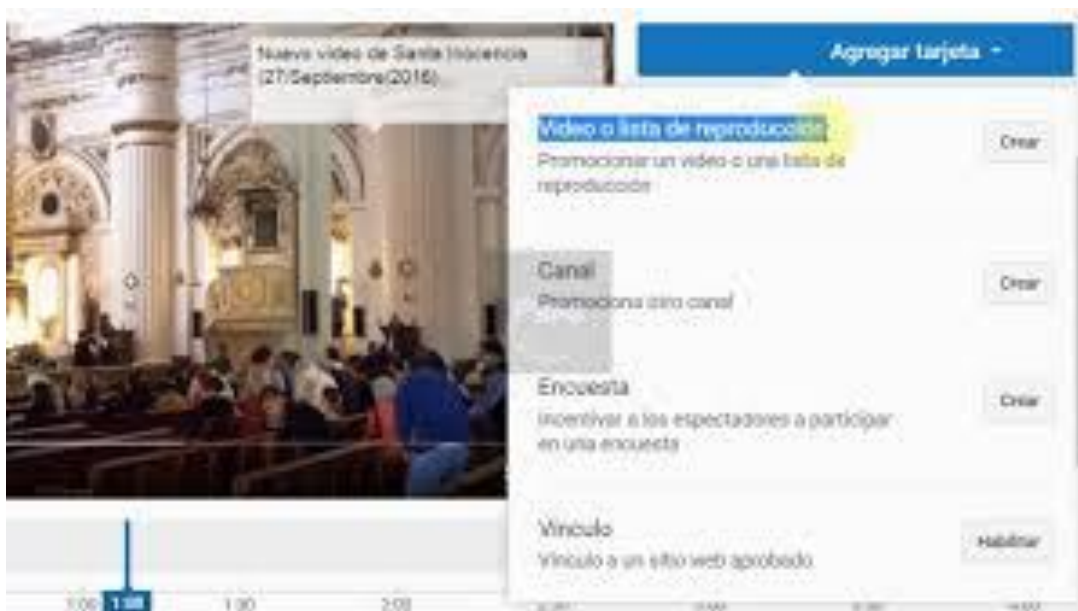 Nuevo video de Santa Inocencia
(27/Septiembre/2016)
Agregar tarjeta
Video o lista de reproducción
Promocionar un video o una lista de
reproducción
Crear
Canal
Promociona otro canal
Crear
Encuesta
Incentivar a los espectadores a participar
en una encuesta
Crear
Vínculo
Vínculo a un sitio web aprobado
Habilitar
1:00 1:08 1:30 2:00